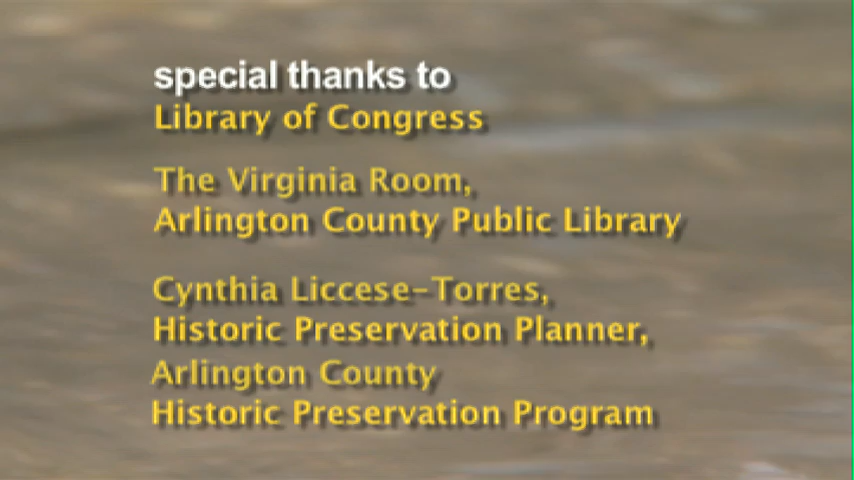 special thanks to
Library of Congress
The Virginia Room,
Arlington County Public Library
Cynthia Liccese-Torres,
Historic Preservation Planner,
Arlington County
Historic Preservation Program